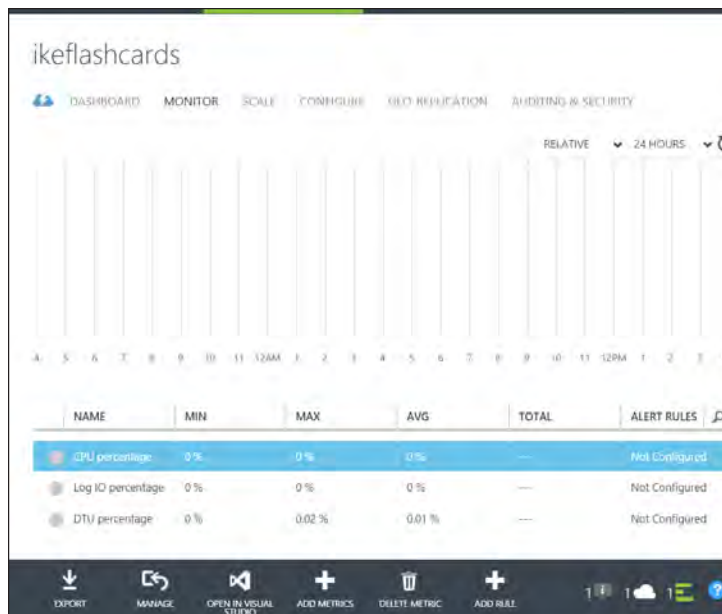 ikeflashcards
DASHBOARD MONITOR SCALE CONFIGURE GEO-REPLICATION AUDITING & SECURITY
RELATIVE 24 HOURS
4 5 6 7 8 9 10 11 12AM 1 2 3 4 5 6 7 8 9 10 11 12PM 1 2 3
NAME MIN MAX AVG TOTAL ALERT RULES
CPU percentage 0 % 0 % 0 % ---- Not Configured
Log IO percentage 0 % 0 % 0 % ---- Not Configured
DTU percentage 0 % 0.02 % 0.01 % ---- Not Configured
EXPORT MANAGE OPEN IN VISUAL STUDIO ADD METRICS DELETE METRIC ADD RULE 1 1 1 ?